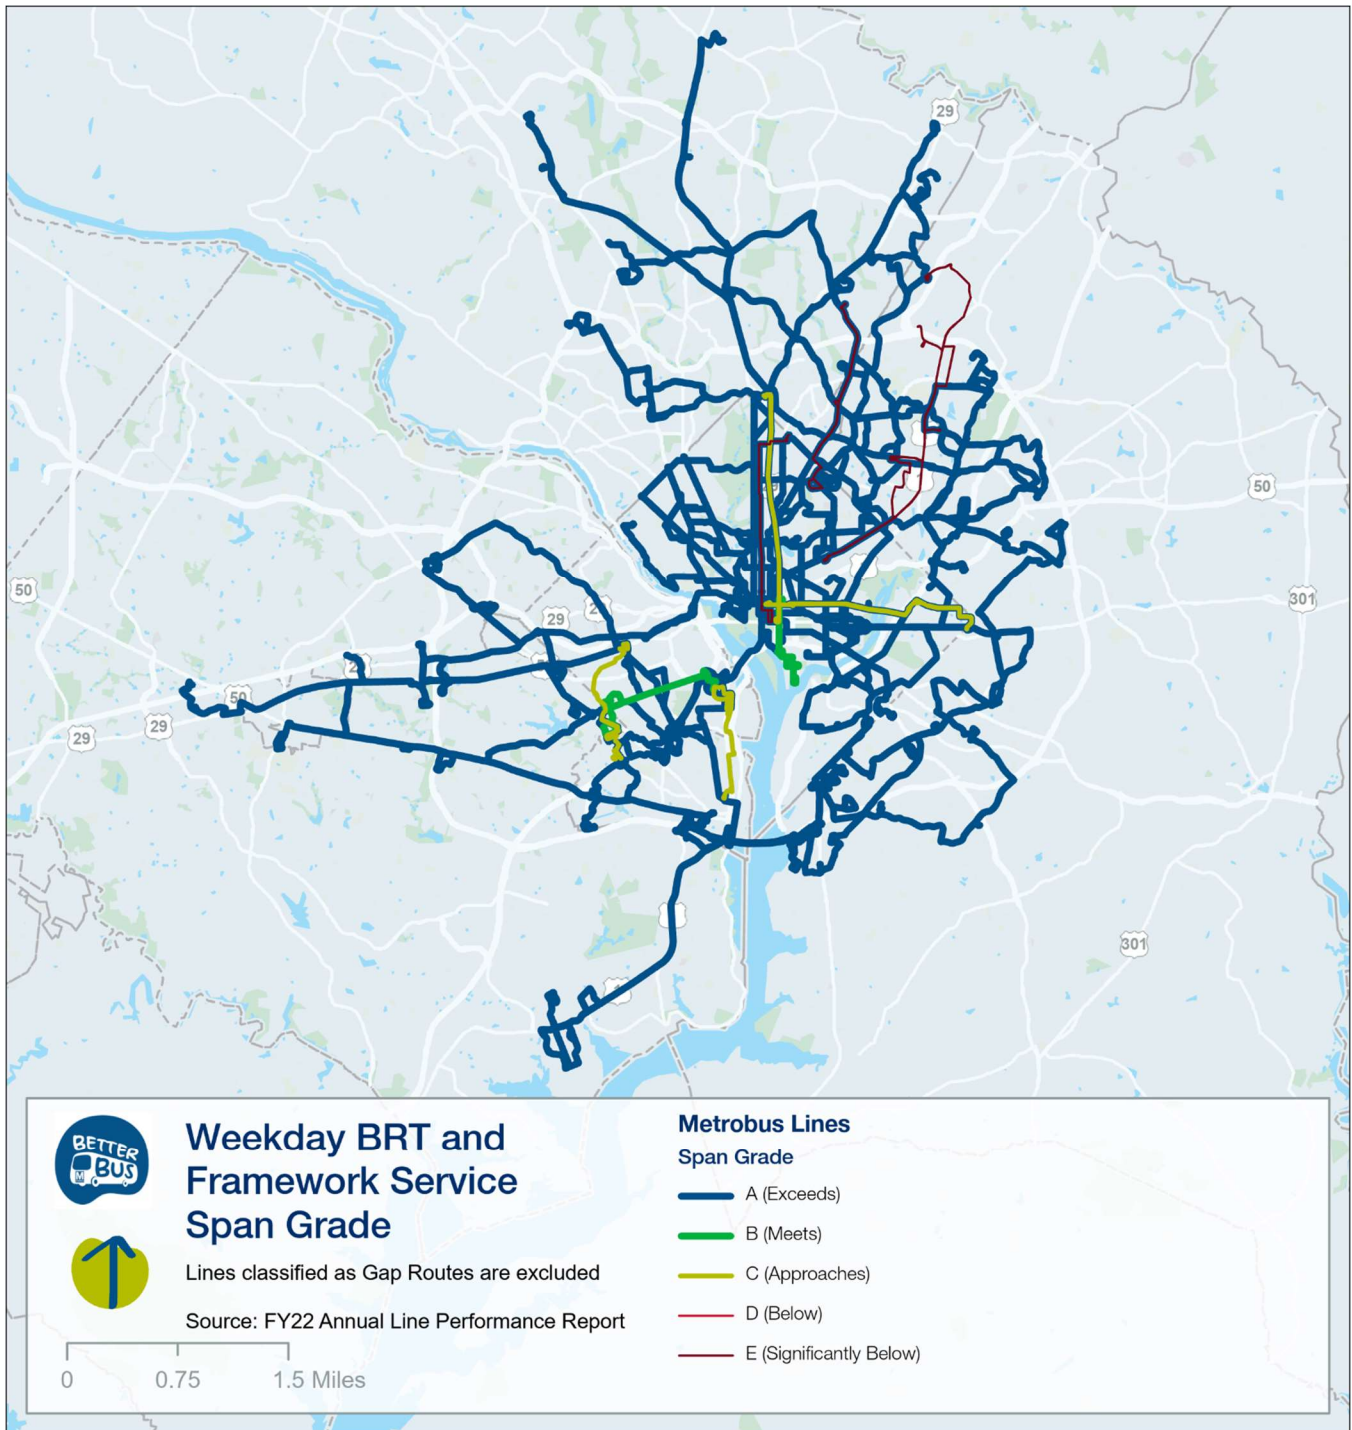 29
50
50
301
29
29
50
29
29
301
BETTER
BUS
M
Weekday BRT and
Framework Service
Span Grade
Lines classified as Gap Routes are excluded
Source: FY22 Annual Line Performance Report
0 0.75 1.5 Miles
Metrobus Lines
Span Grade
A (Exceeds)
B (Meets)
C (Approaches)
D (Below)
E (Significantly Below)